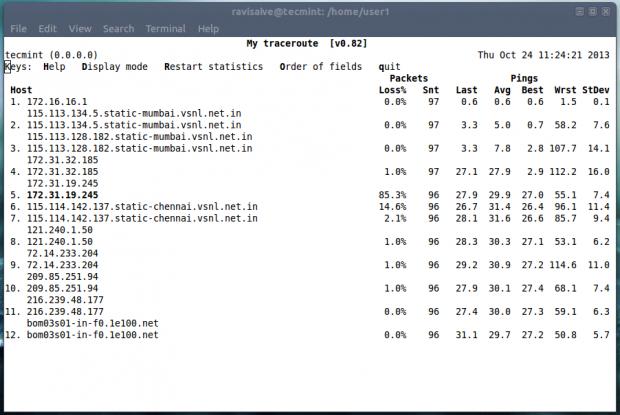 ravisaive@tecmint: /home/user1
File Edit View Search Terminal Help
My traceroute [v0.82]
tecmint (0.0.0.0) Thu Oct 24 11:24:21 2013
Keys: Help Display mode Restart statistics Order of fields quit
Packets Pings
Host Loss% Snt Last Avg Best Wrst StDev
1. 172.16.16.1 0.0% 97 0.6 0.6 0.6 1.5 0.1
115.113.134.5.static-mumbai.vsnl.net.in
2. 115.113.134.5.static-mumbai.vsnl.net.in 0.0% 97 3.3 5.0 0.7 58.2 7.6
115.113.128.182.static-mumbai.vsnl.net.in
3. 115.113.128.182.static-mumbai.vsnl.net.in 0.0% 97 3.3 7.8 2.8 107.7 14.1
172.31.32.185
4. 172.31.32.185 1.0% 97 27.1 27.9 2.9 112.2 16.0
172.31.19.245
5. 172.31.19.245 85.3% 96 27.9 29.9 27.0 55.1 7.4
6. 115.114.142.137.static-chennai.vsnl.net.in 14.6% 96 26.7 31.4 26.4 96.1 11.4
7. 115.114.142.137.static-chennai.vsnl.net.in 2.1% 96 28.1 31.6 26.6 85.7 9.4
121.240.1.50
8. 121.240.1.50 1.0% 96 28.3 30.3 27.1 53.1 6.2
72.14.233.204
9. 72.14.233.204 1.0% 96 29.2 30.9 27.2 114.6 11.0
209.85.251.94
10. 209.85.251.94 1.0% 96 27.9 30.1 27.4 68.1 7.4
216.239.48.177
11. 216.239.48.177 0.0% 96 27.4 30.0 27.3 59.1 6.3
bom03s01-in-f0.1e100.net
12. bom03s01-in-f0.1e100.net 0.0% 96 31.1 29.7 27.2 50.8 5.7